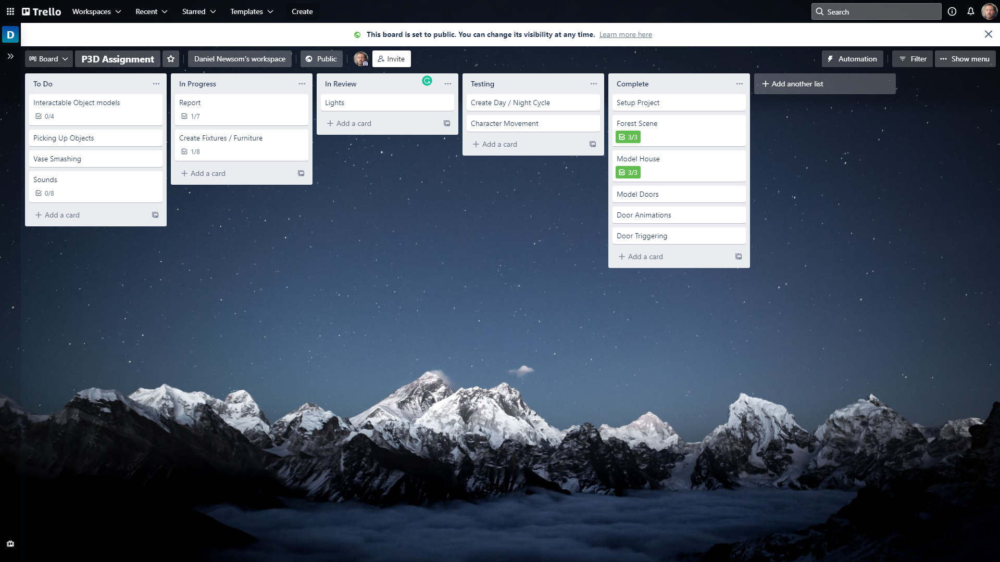 Trello
Workspaces
Recent
Starred
Templates
Create
Search
D
This board is set to public. You can change its visibility at any time. Learn more here
Board
P3D Assignment
Daniel Newsom's workspace
Public
Invite
Automation
Filter
Show menu
To Do
Interactable Object models
0/4
Picking Up Objects
Vase Smashing
Sounds
0/8
Add a card
In Progress
Report
1/7
Create Fixtures / Furniture
1/8
Add a card
In Review
Lights
Add a card
Testing
Create Day / Night Cycle
Character Movement
Add a card
Complete
Setup Project
Forest Scene
3/3
Model House
3/3
Model Doors
Door Animations
Door Triggering
Add a card
Add another list